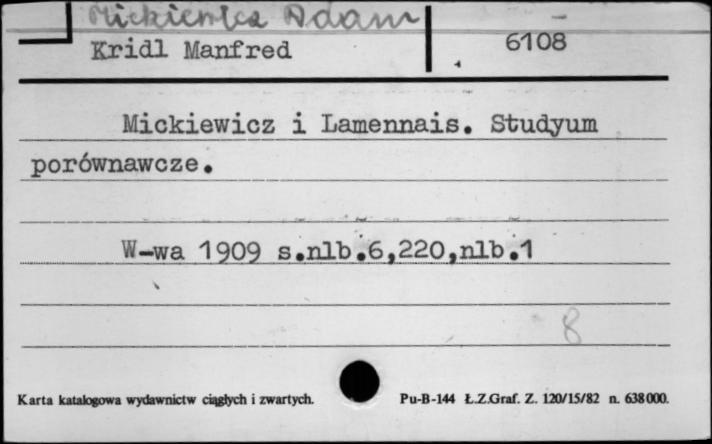 Mickiewicz Adam
Kridl Manfred 6108
Mickiewicz i Lamennais. Studyum
porównawcze.
W-wa 1909 s.nlb.6,220,nlb.1
8
Karta katalogowa wydawnictw ciągłych i zwartych. Pu-B-144 Ł.Z.Graf. Z. 120/15/82 n. 638000.